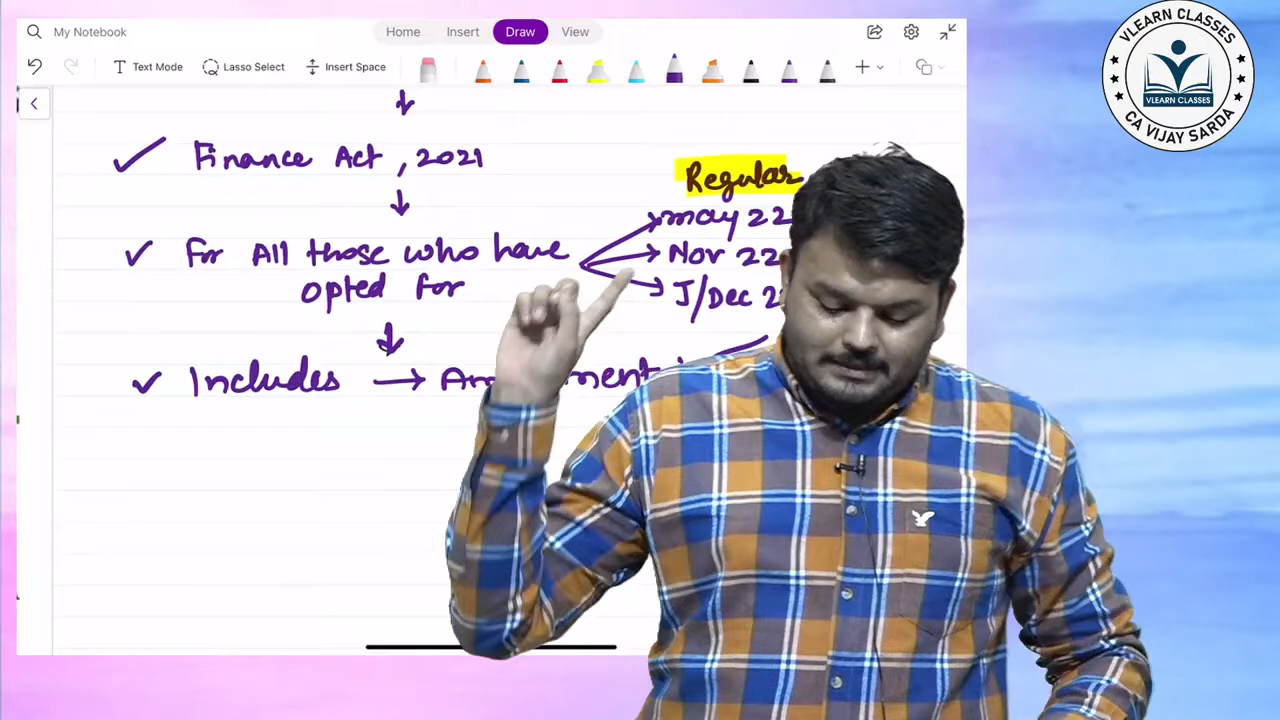 My Notebook
Home Insert Draw View
Text Mode Lasso Select Insert Space
Finance Act, 2021
Regular
may 22
For All those who have
Nov 22
opted for
J/Dec 2
Includes → Am ment
VLEARN CLASSES
VLEARN CLASSES
CA VIJAY SARDA